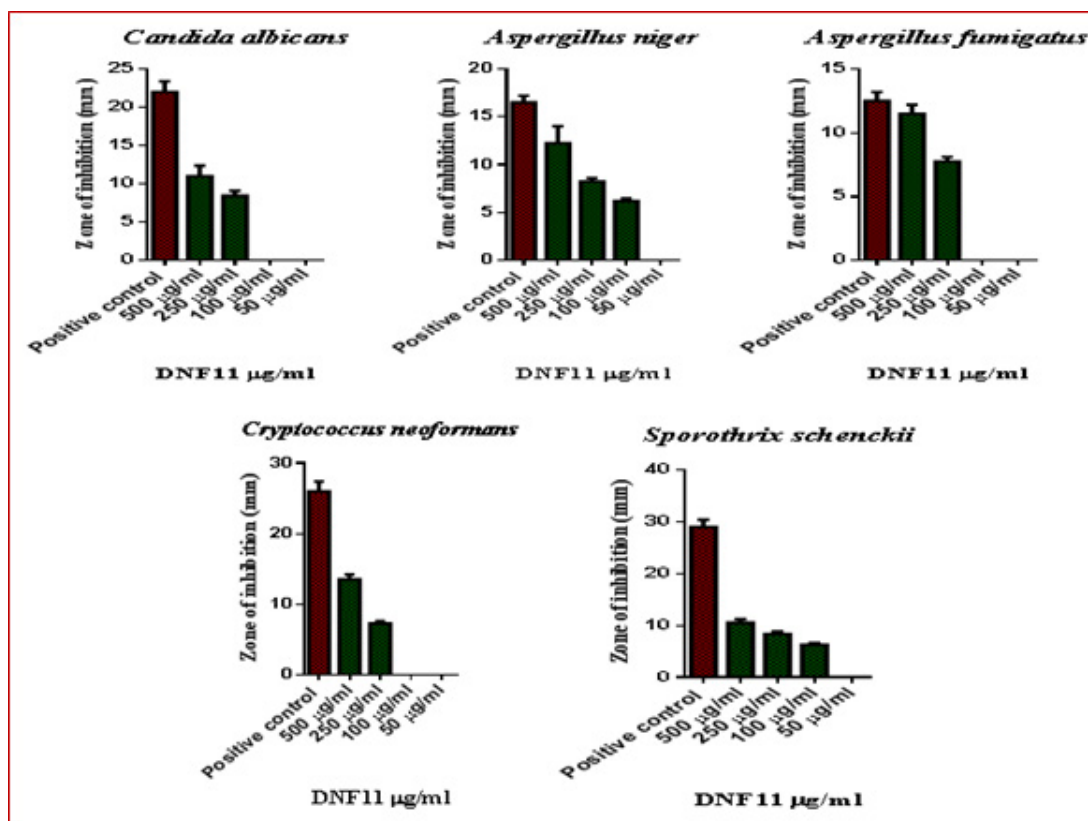 Candida albicans
Zone of inhibition (mm)
25
20
15
10
5
0
Positive control
500 µg/ml
250 µg/ml
100 µg/ml
50 µg/ml
DNF11 µg/ml
Aspergillus niger
Zone of inhibition (mm)
20
15
10
5
0
Positive control
500 µg/ml
250 µg/ml
100 µg/ml
50 µg/ml
DNF11 µg/ml
Aspergillus fumigatus
Zone of inhibition (mm)
15
10
5
0
Positive control
500 µg/ml
250 µg/ml
100 µg/ml
50 µg/ml
DNF11 µg/ml
Cryptococcus neoformans
Zone of inhibition (mm)
30
20
10
0
Positive control
500 µg/ml
250 µg/ml
100 µg/ml
50 µg/ml
DNF11 µg/ml
Sporothrix schenckii
Zone of inhibition (mm)
40
30
20
10
0
Positive control
500 µg/ml
250 µg/ml
100 µg/ml
50 µg/ml
DNF11 µg/ml